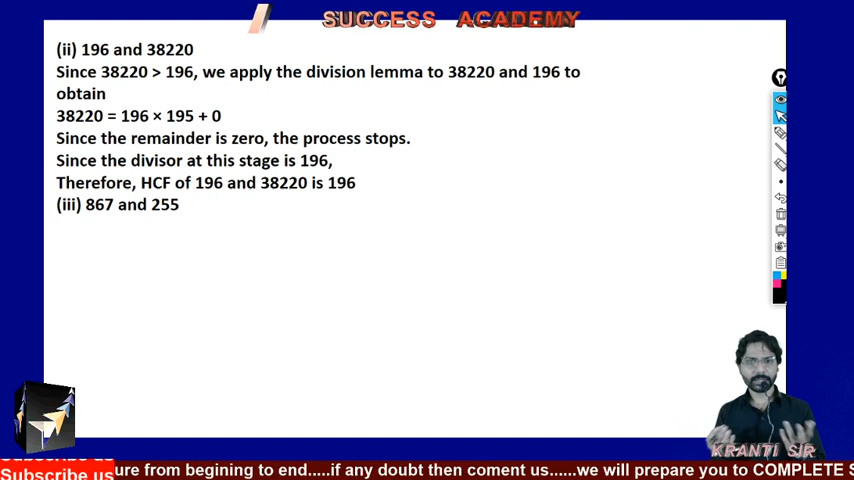 SUCCESS ACADEMY
(ii) 196 and 38220
Since 38220 > 196, we apply the division lemma to 38220 and 196 to
obtain
38220 = 196 × 195 + 0
Since the remainder is zero, the process stops.
Since the divisor at this stage is 196,
Therefore, HCF of 196 and 38220 is 196
(iii) 867 and 255
KRANTI SIR
Subscribe us
Subscribe us
ure from begining to end.....if any doubt then coment us......we will prepare you to COMPLETE S